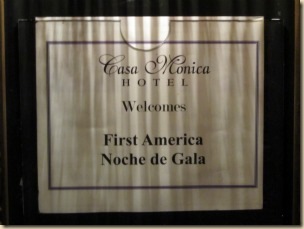 Casa Monica
HOTEL
Welcomes
First America
Noche de Gala